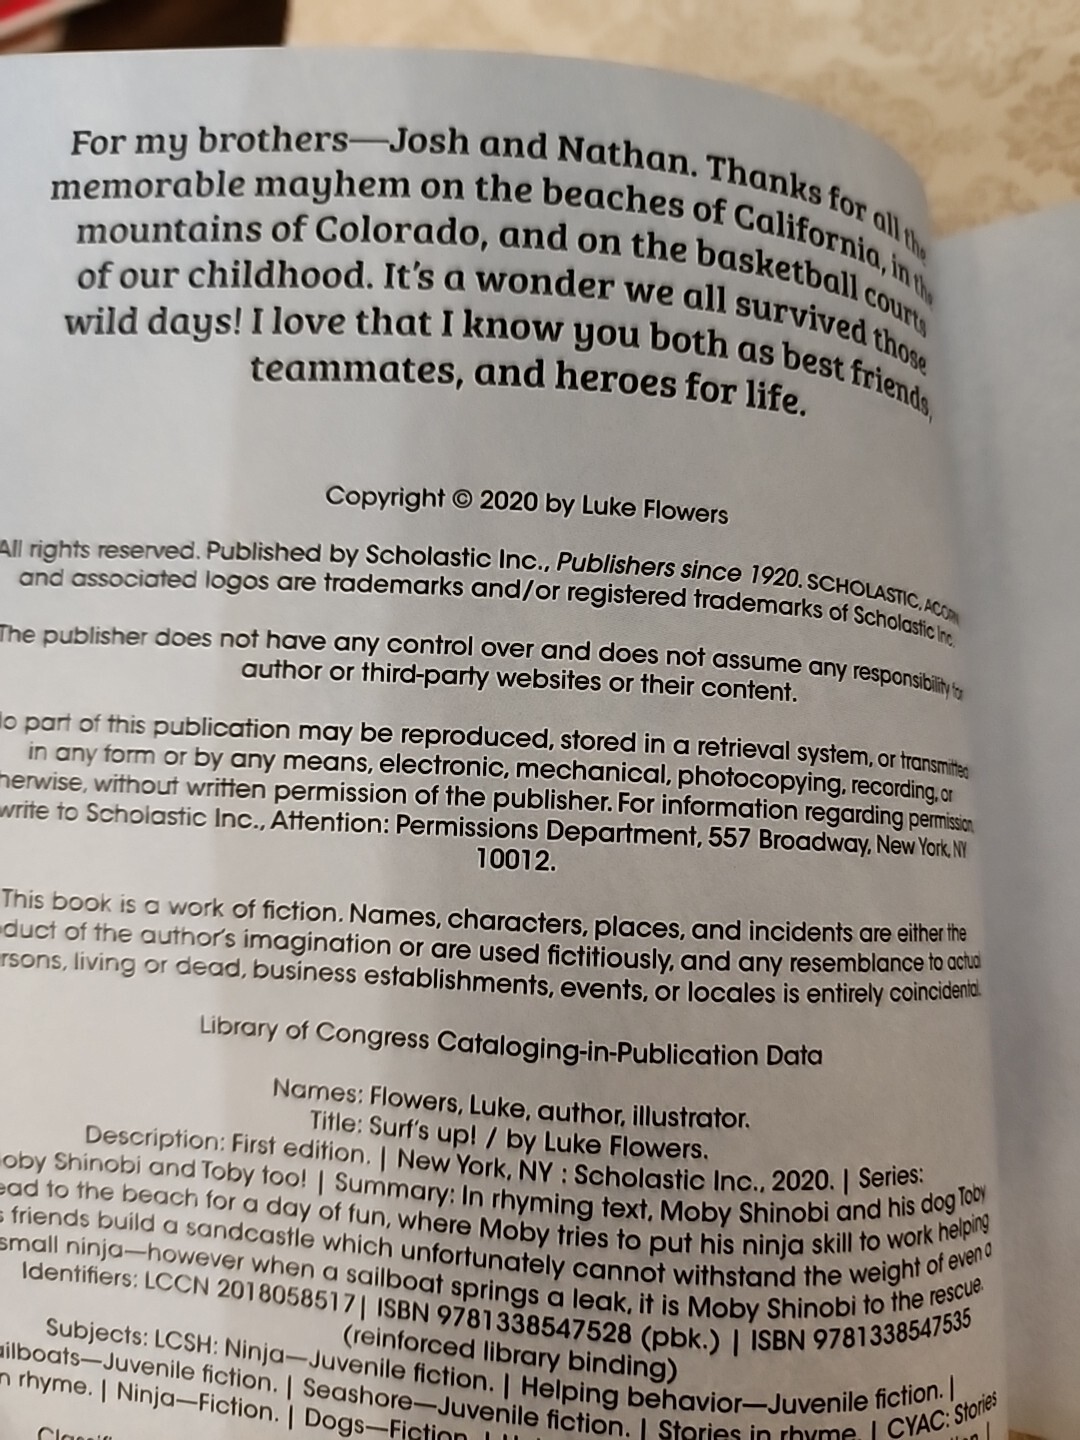 For my brothers—Josh and Nathan. Thanks for all the
memorable mayhem on the beaches of California, in the
mountains of Colorado, and on the basketball courts
of our childhood. It's a wonder we all survived those
wild days! I love that I know you both as best friends,
teammates, and heroes for life.
Copyright © 2020 by Luke Flowers
All rights reserved. Published by Scholastic Inc., Publishers since 1920. SCHOLASTIC, ACORN
and associated logos are trademarks and/or registered trademarks of Scholastic Inc.
The publisher does not have any control over and does not assume any responsibility for
author or third-party websites or their content.
No part of this publication may be reproduced, stored in a retrieval system, or transmitted
in any form or by any means, electronic, mechanical, photocopying, recording, or
herwise, without written permission of the publisher. For information regarding permission,
write to Scholastic Inc., Attention: Permissions Department, 557 Broadway, New York, NY
10012.
This book is a work of fiction. Names, characters, places, and incidents are either the
duct of the author's imagination or are used fictitiously, and any resemblance to actual
rsons, living or dead, business establishments, events, or locales is entirely coincidental.
Library of Congress Cataloging-in-Publication Data
Names: Flowers, Luke, author, illustrator.
Title: Surf's up! / by Luke Flowers.
Description: First edition. | New York, NY : Scholastic Inc., 2020. | Series:
oby Shinobi and Toby too! | Summary: In rhyming text, Moby Shinobi and his dog Toby
ead to the beach for a day of fun, where Moby tries to put his ninja skill to work helping
s friends build a sandcastle which unfortunately cannot withstand the weight of even a
small ninja—however when a sailboat springs a leak, it is Moby Shinobi to the rescue.
Identifiers: LCCN 2018058517| ISBN 9781338547528 (pbk.) | ISBN 9781338547535
(reinforced library binding)
Subjects: LCSH: Ninja—Juvenile fiction. | Helping behavior—Juvenile fiction. |
ailboats—Juvenile fiction. | Seashore—Juvenile fiction. | Stories in rhyme. | CYAC: Stories
n rhyme. | Ninja—Fiction. | Dogs—Fiction.